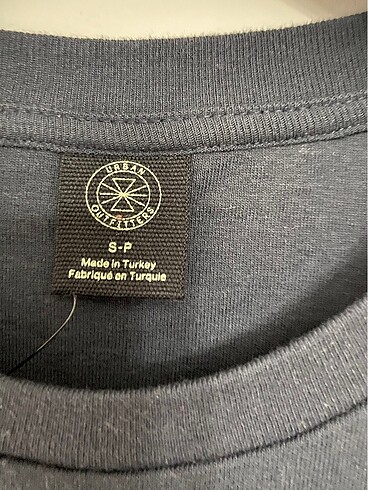 URBAN
OUTFITTERS
S-P
Made in Turkey
Fabriqué en Turquie